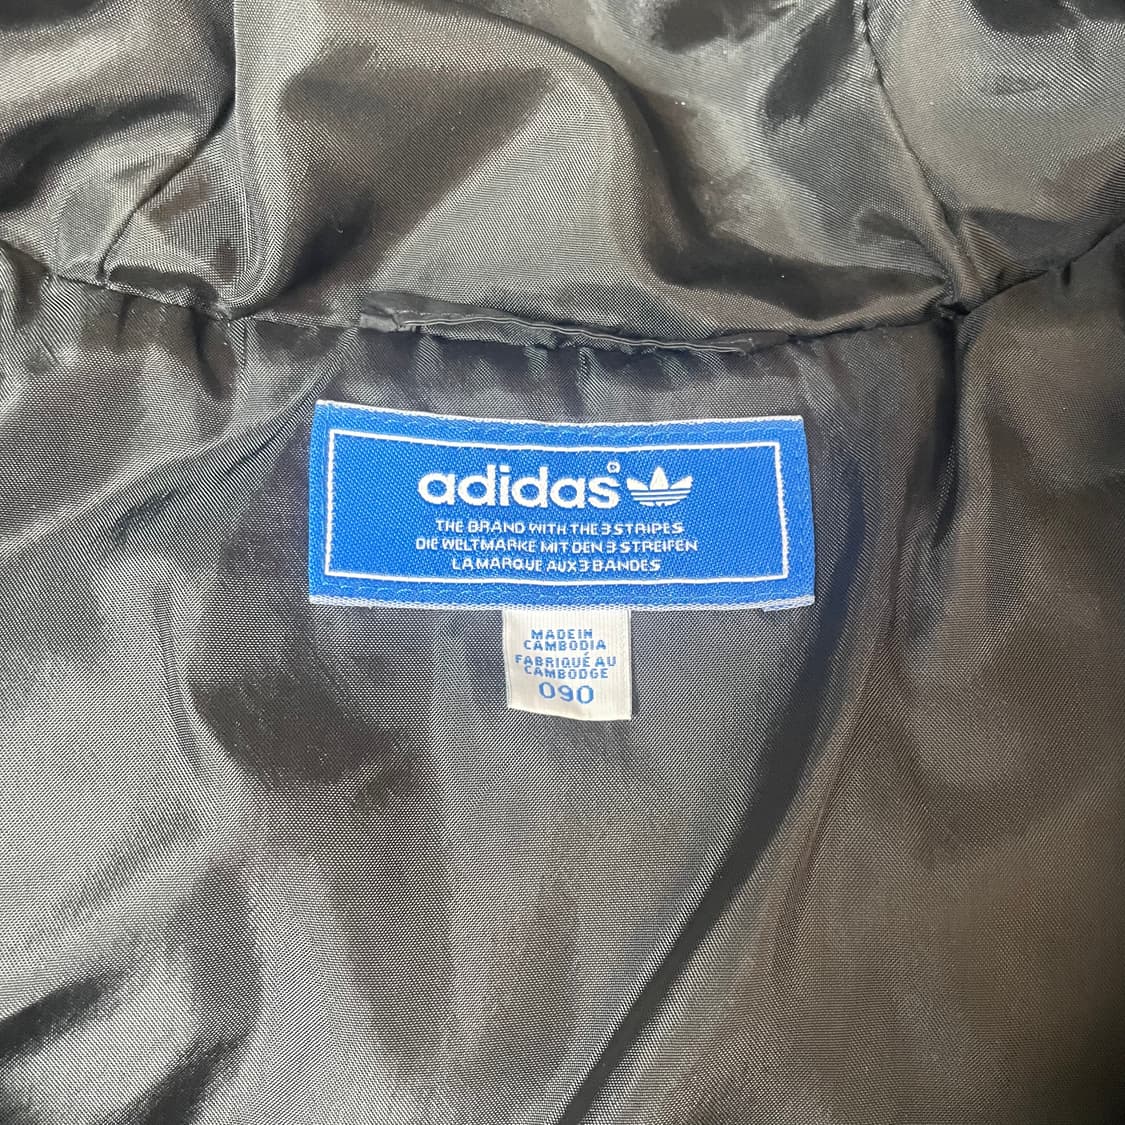 adidas®
THE BRAND WITH THE 3 STRIPES
DIE WELTMARKE MIT DEN 3 STREIFEN
LA MARQUE AUX 3 BANDES
MADE IN
CAMBODIA
FABRIQUÉ AU
CAMBODGE
090